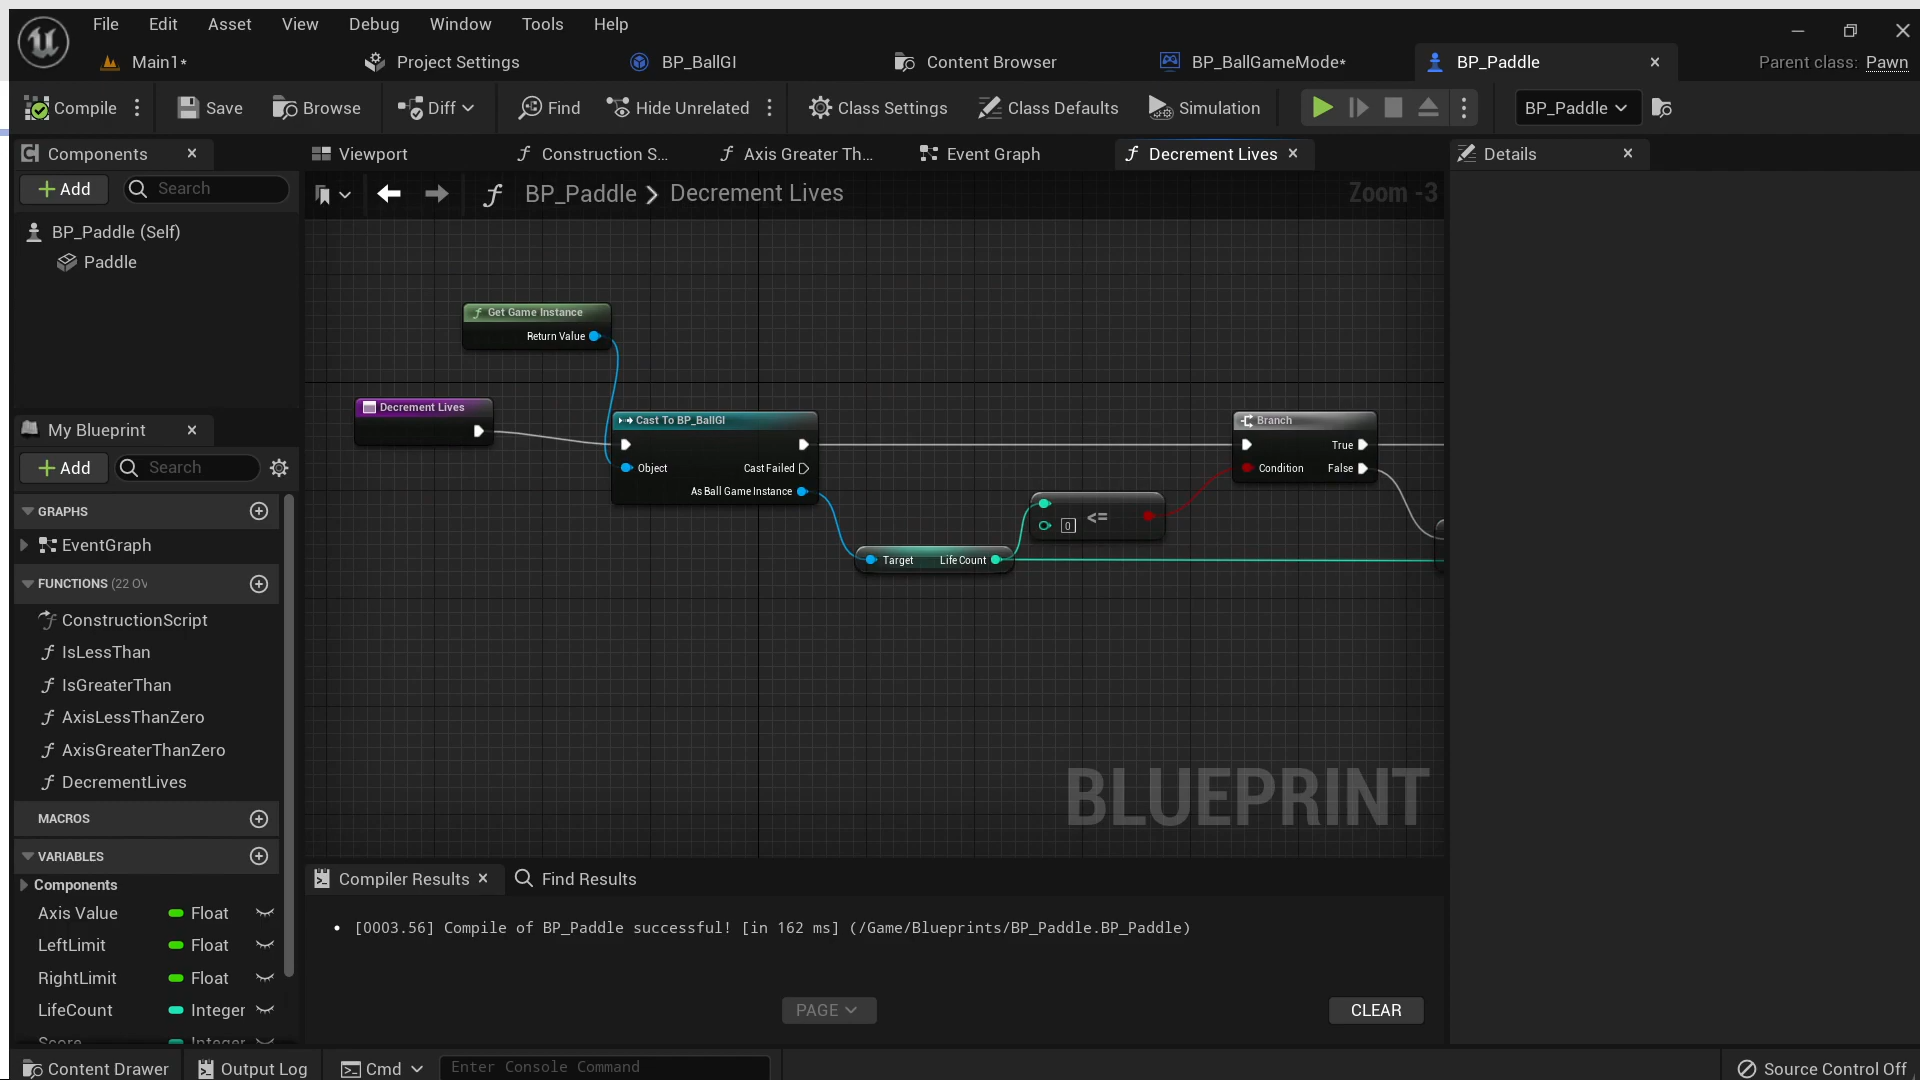 File Edit Asset View Debug Window Tools Help
Main1*
Project Settings
BP_BallGI
Content Browser
BP_BallGameMode*
BP_Paddle
Parent class: Pawn
Compile
Save
Browse
Diff
Find
Hide Unrelated
Class Settings
Class Defaults
Simulation
BP_Paddle
Components
Viewport
Construction S...
Axis Greater Th...
Event Graph
Decrement Lives
Details
Add
Search
BP_Paddle
Decrement Lives
Zoom -3
BP_Paddle (Self)
Paddle
Get Game Instance
Return Value
Decrement Lives
Cast To BP_BallGI
Object
Cast Failed
As Ball Game Instance
Target
Life Count
0
<=
Branch
True
Condition
False
BLUEPRINT
My Blueprint
Add
Search
GRAPHS
EventGraph
FUNCTIONS (22 OV
ConstructionScript
IsLessThan
IsGreaterThan
AxisLessThanZero
AxisGreaterThanZero
DecrementLives
MACROS
VARIABLES
Components
Axis Value Float
LeftLimit Float
RightLimit Float
LifeCount Integer
Score Integer
Compiler Results
Find Results
[0003.56] Compile of BP_Paddle successful! [in 162 ms] (/Game/Blueprints/BP_Paddle.BP_Paddle)
PAGE
CLEAR
Content Drawer
Output Log
Cmd
Enter Console Command
Source Control Off